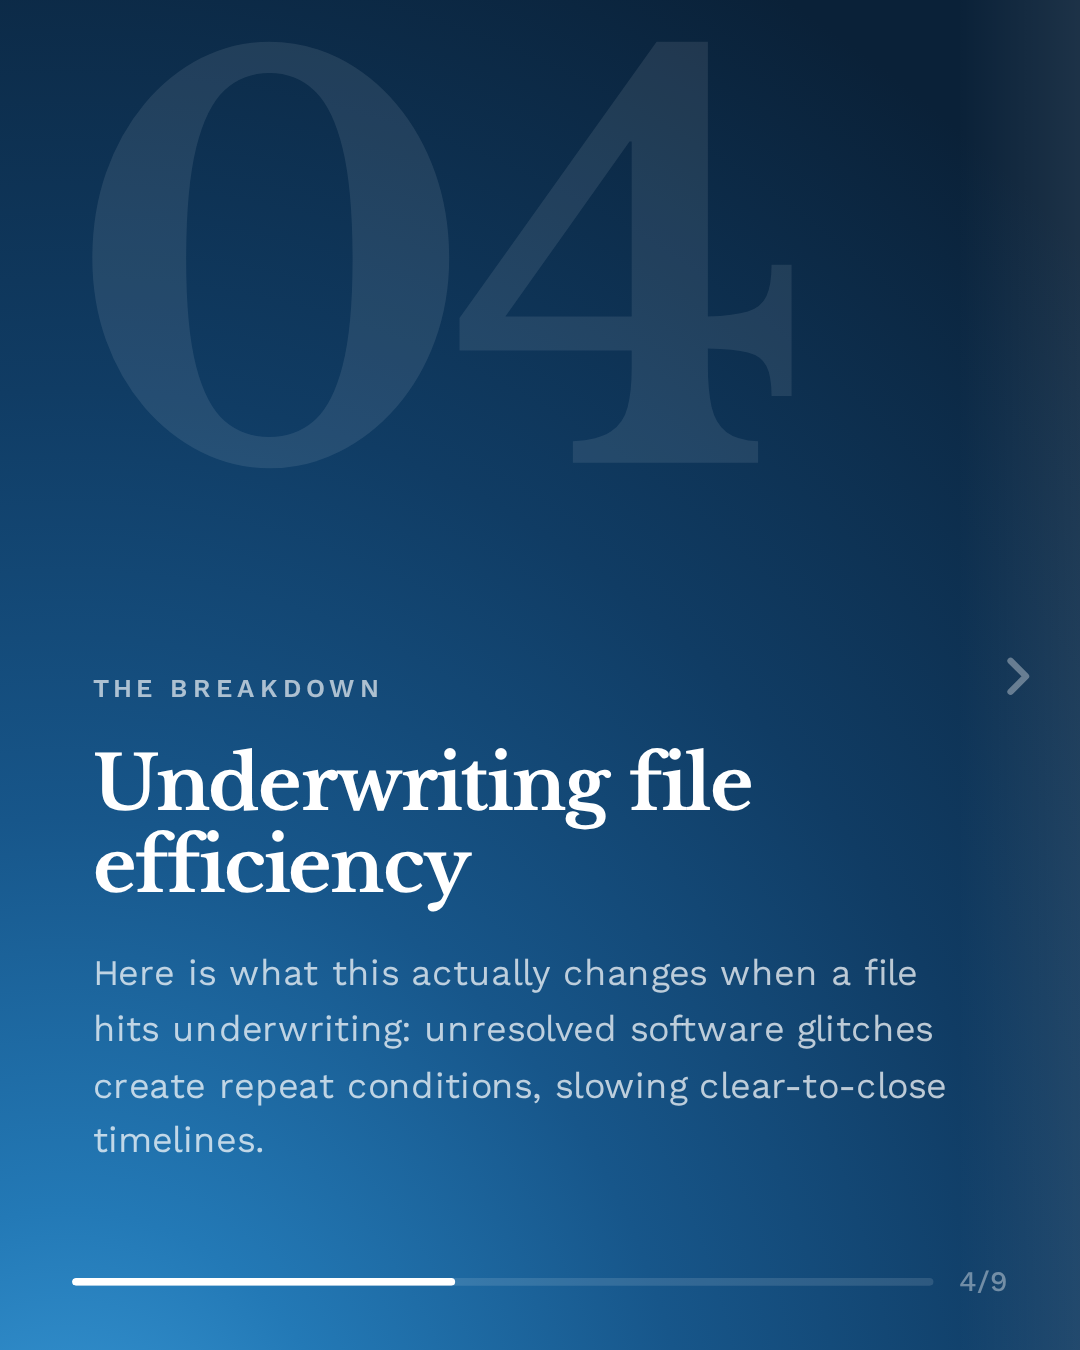 04
THE BREAKDOWN
Underwriting file
efficiency
Here is what this actually changes when a file
hits underwriting: unresolved software glitches
create repeat conditions, slowing clear-to-close
timelines.
4/9